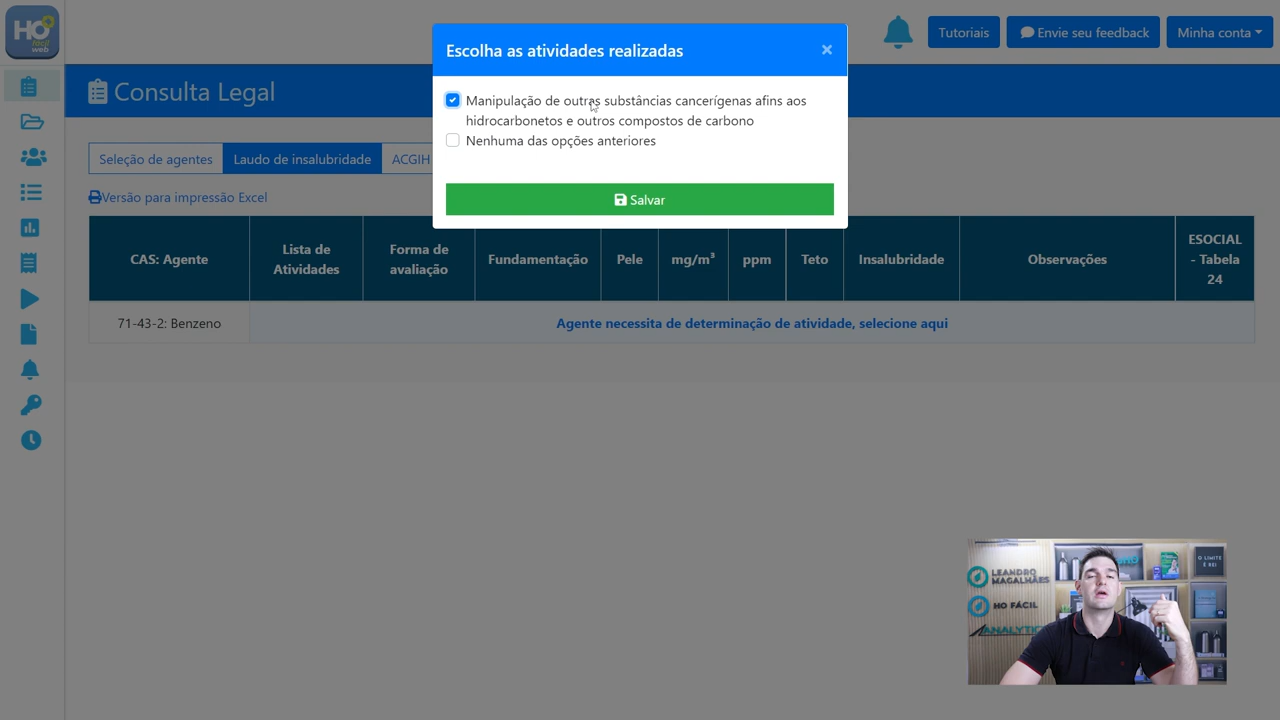 HO
fácil
web
Escolha as atividades realizadas
×
Tutoriais
Envie seu feedback
Minha conta
Consulta Legal
Manipulação de outras substâncias cancerígenas afins aos
hidrocarbonetos e outros compostos de carbono
Nenhuma das opções anteriores
Salvar
Seleção de agentes
Laudo de insalubridade
ACGIH
Versão para impressão Excel
CAS: Agente
Lista de
Atividades
Forma de
avaliação
Fundamentação
Pele
mg/m³
ppm
Teto
Insalubridade
Observações
ESOCIAL
- Tabela
24
71-43-2: Benzeno
Agente necessita de determinação de atividade, selecione aqui
LEANDRO
MAGALHÃES
HO FÁCIL
ANALYTICS
O LIMITE
É REI